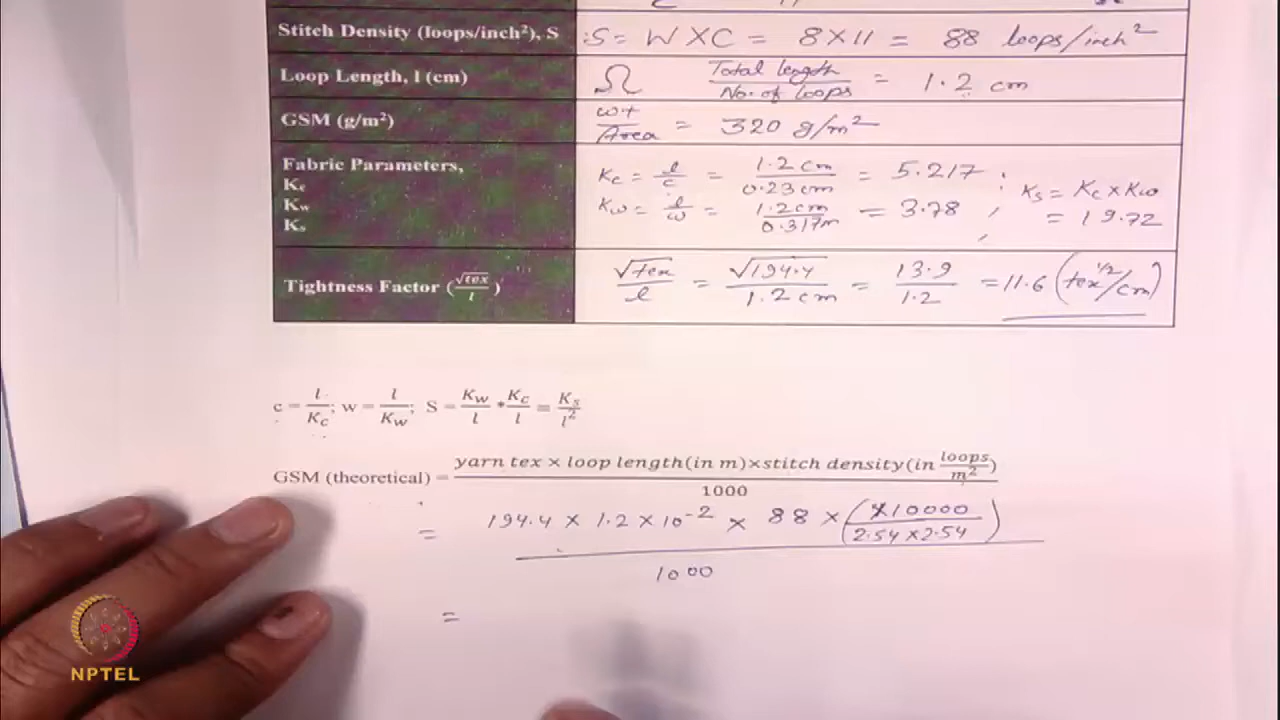 Stitch Density (loops/inch²), S :S = W X C = 8 X 11 = 88 loops/inch²
Loop Length, l (cm) Ω Total length / No. of loops = 1.2 cm
GSM (g/m²) wt / Area = 320 g/m²
Fabric Parameters,
Kc Kc = l/c = 1.2 cm / 0.23 cm = 5.217 ;
Kw Kw = l/w = 1.2cm / 0.317m = 3.78 , Ks = Kc x Kw
Ks = 19.72
Tightness Factor (√tex / l) √tex / l = √194.4 / 1.2 cm = 13.9 / 1.2 = 11.6 (tex^1/2/cm)
c = l/Kc ; w = l/Kw ; S = Kw/l * Kc/l = Ks/l²
GSM (theoretical) = yarn tex × loop length(in m)×stitch density(in loops/m²) / 1000
= 194.4 x 1.2 x 10^-2 x 88 x (x10000 / 2.54 x 2.54) / 1000
=
NPTEL